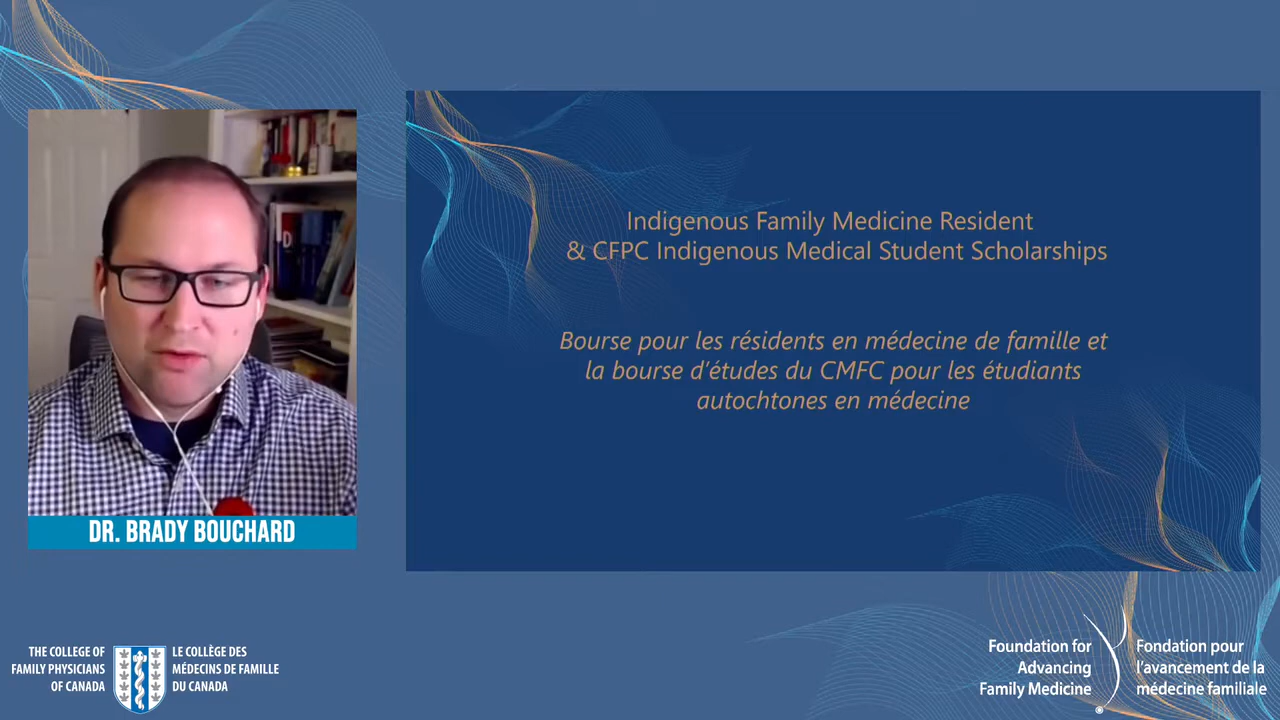 Indigenous Family Medicine Resident
& CFPC Indigenous Medical Student Scholarships
Bourse pour les résidents en médecine de famille et
la bourse d'études du CMFC pour les étudiants
autochtones en médecine
DR. BRADY BOUCHARD
THE COLLEGE OF
FAMILY PHYSICIANS
OF CANADA
LE COLLÈGE DES
MÉDECINS DE FAMILLE
DU CANADA
Foundation for
Advancing
Family Medicine
Fondation pour
l'avancement de la
médecine familiale